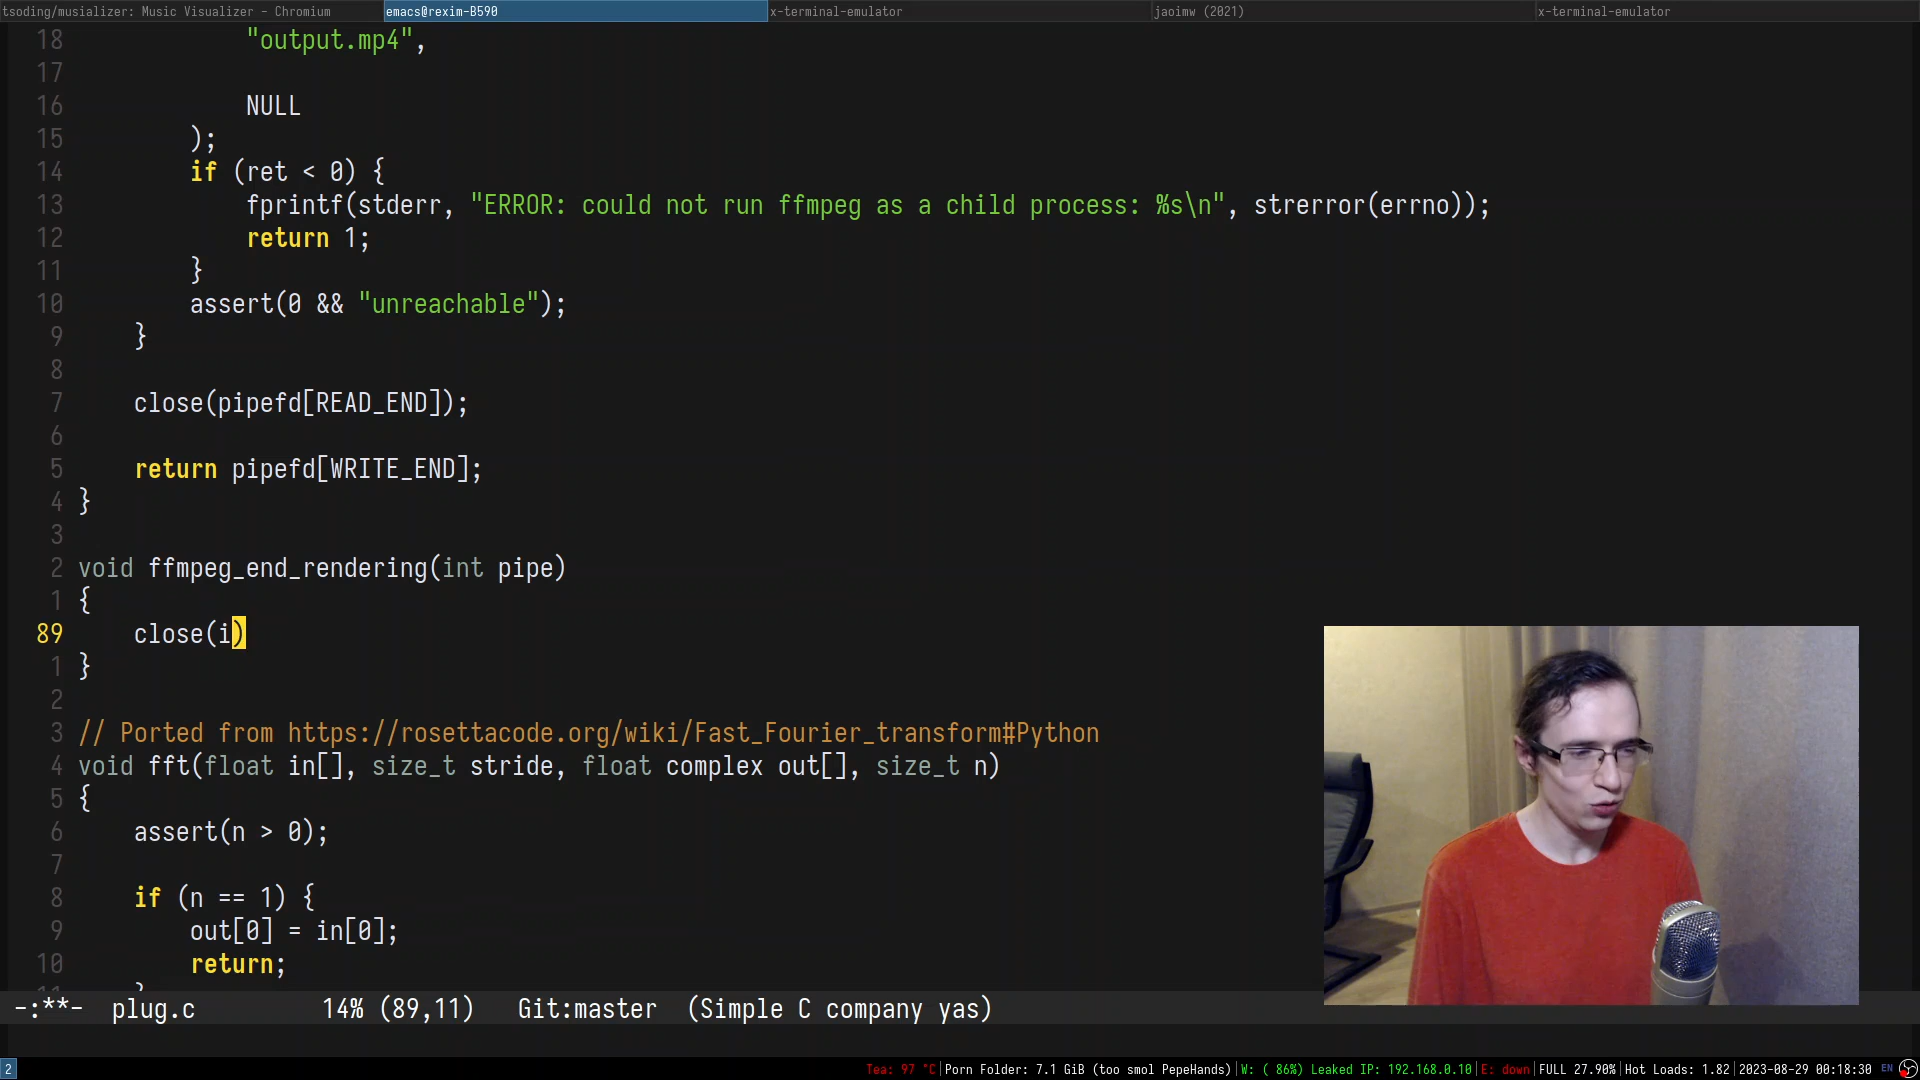 tsoding/musializer: Music Visualizer - Chromium emacs@rexim-B590 x-terminal-emulator jaoimw (2021) x-terminal-emulator
18 "output.mp4",
17
16 NULL
15 );
14 if (ret < 0) {
13 fprintf(stderr, "ERROR: could not run ffmpeg as a child process: %s\n", strerror(errno));
12 return 1;
11 }
10 assert(0 && "unreachable");
9 }
8
7 close(pipefd[READ_END]);
6
5 return pipefd[WRITE_END];
4 }
3
2 void ffmpeg_end_rendering(int pipe)
1 {
89 close(i)
1 }
2
3 // Ported from https://rosettacode.org/wiki/Fast_Fourier_transform#Python
4 void fft(float in[], size_t stride, float complex out[], size_t n)
5 {
6 assert(n > 0);
7
8 if (n == 1) {
9 out[0] = in[0];
10 return;
-:**- plug.c 14% (89,11) Git:master (Simple C company yas)
2 Tea: 97 °C|Porn Folder: 7.1 GiB (too smol PepeHands)|W: ( 86%) Leaked IP: 192.168.0.10|E: down|FULL 27.90%|Hot Loads: 1.82|2023-08-29 00:18:30 EN